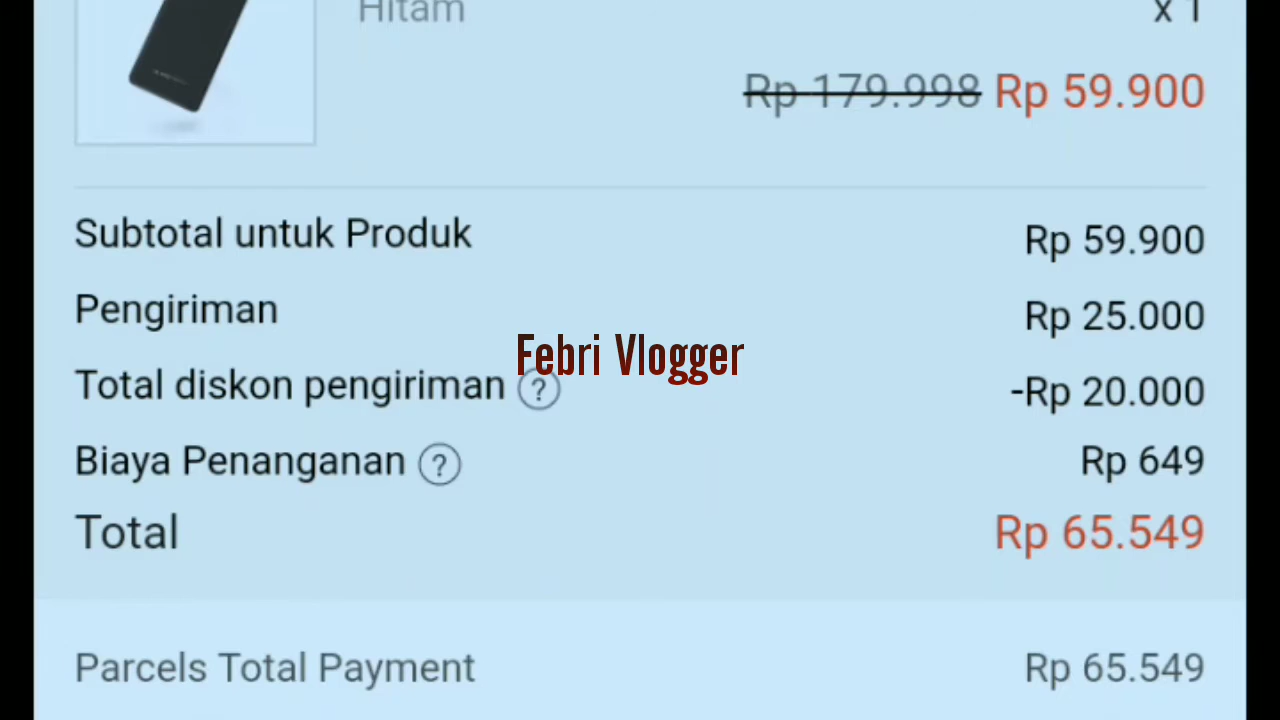 Hitam
x 1
Rp 179.998 Rp 59.900
Subtotal untuk Produk Rp 59.900
Pengiriman Rp 25.000
Febri Vlogger
Total diskon pengiriman ? -Rp 20.000
Biaya Penanganan ? Rp 649
Total Rp 65.549
Parcels Total Payment Rp 65.549